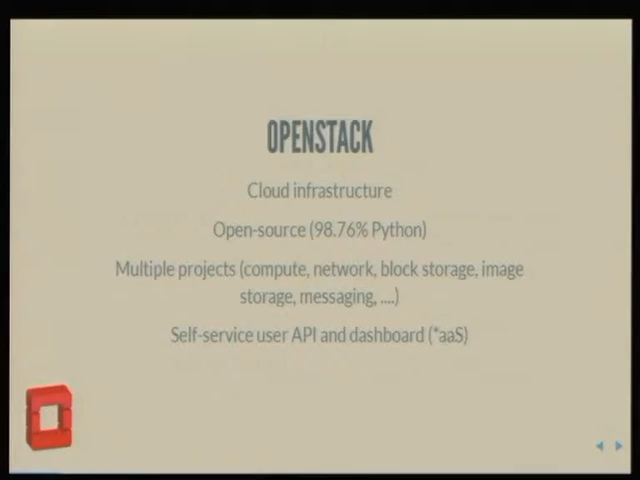 OPENSTACK
Cloud infrastructure
Open-source (98.76% Python)
Multiple projects (compute, network, block storage, image
storage, messaging, ....)
Self-service user API and dashboard (*aaS)